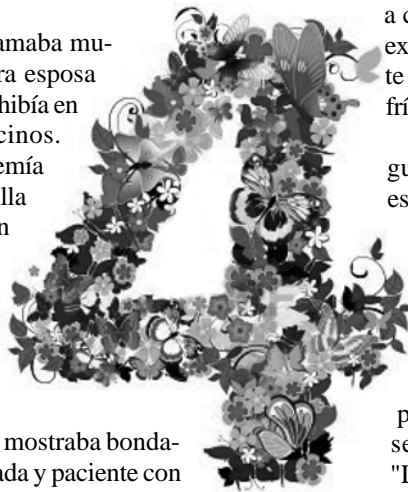 amaba mu-
ra esposa
hibía en
cinos.
emía
lla
n
mostraba bonda-
ada y paciente con
4
a
ex
te
frí
gu
es
p
se